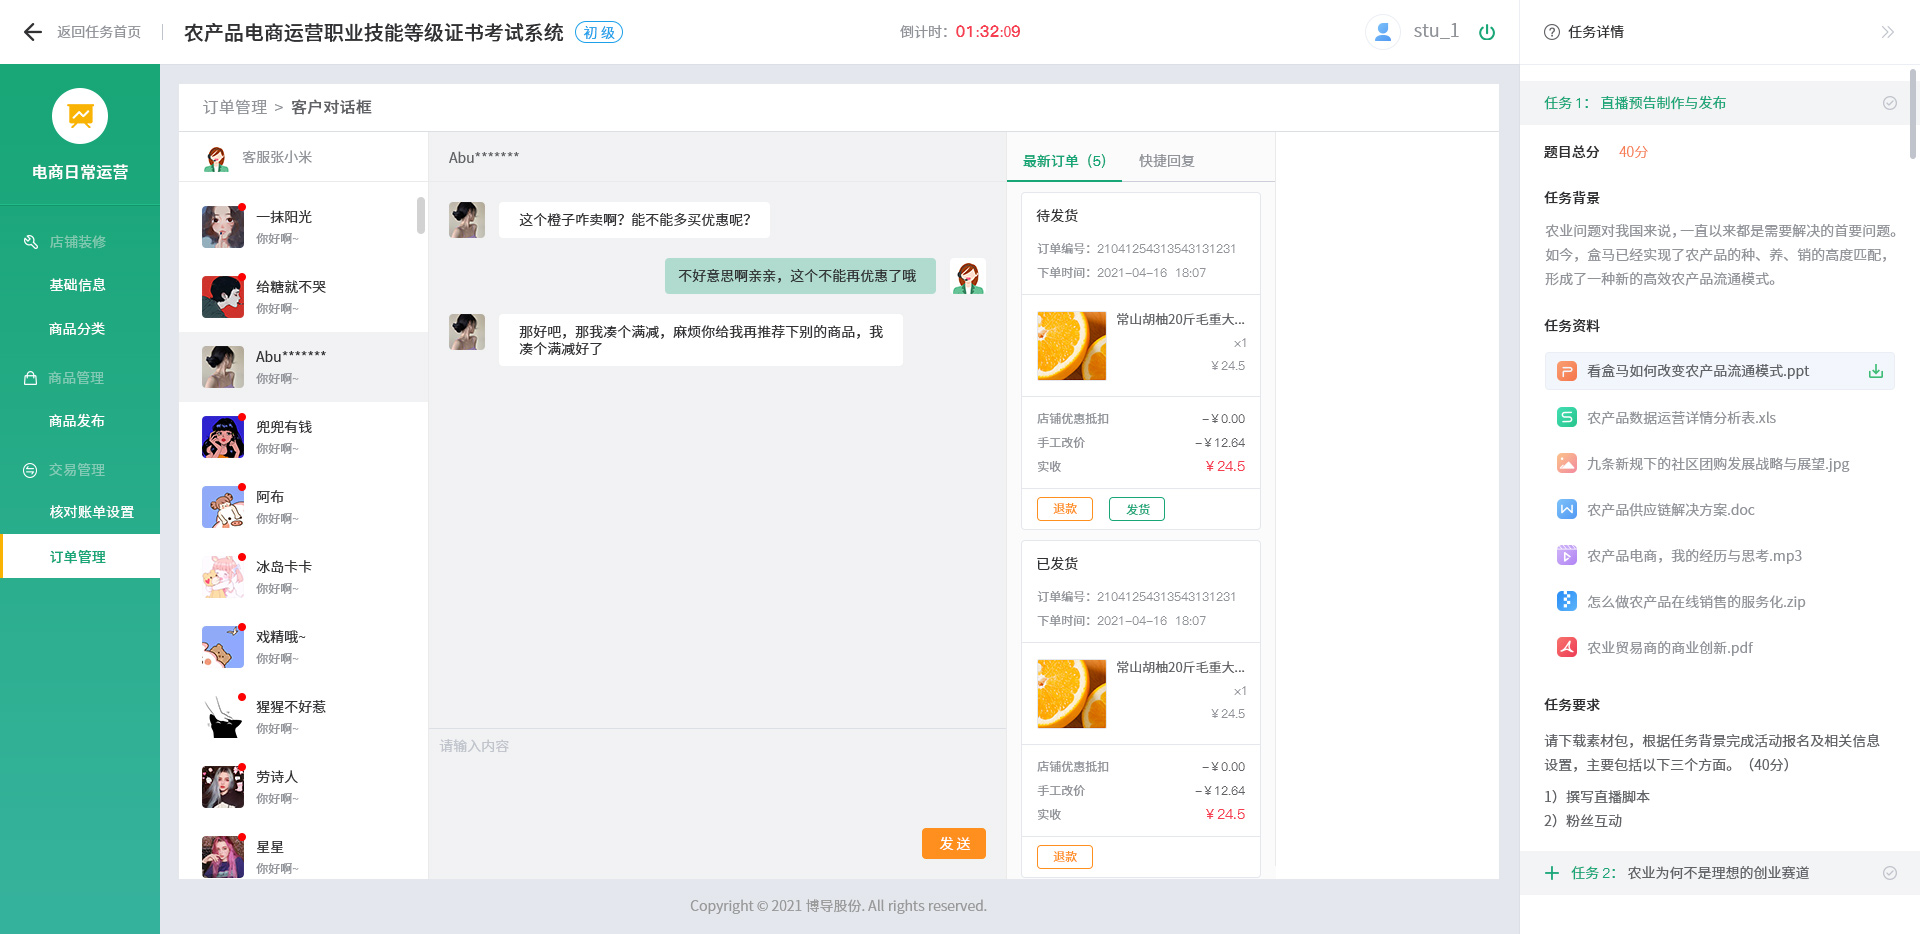 返回任务首页
农产品电商运营职业技能等级证书考试系统
初 级
倒计时：01:32:09
stu_1
任务详情
电商日常运营
店铺装修
基础信息
商品分类
商品管理
商品发布
交易管理
核对账单设置
订单管理
订单管理 > 客户对话框
客服张小米
一抹阳光
你好啊~
给糖就不哭
你好啊~
Abu*******
你好啊~
兜兜有钱
你好啊~
阿布
你好啊~
冰岛卡卡
你好啊~
戏精哦~
你好啊~
猩猩不好惹
你好啊~
劳诗人
你好啊~
星星
你好啊~
Abu*******
这个橙子咋卖啊？能不能多买优惠呢？
不好意思啊亲亲，这个不能再优惠了哦
那好吧，那我凑个满减，麻烦你给我再推荐下别的商品，我
凑个满减好了
请输入内容
发 送
最新订单（5）
快捷回复
待发货
订单编号：21041254313543131231
下单时间：2021-04-16 18:07
常山胡柚20斤毛重大...
×1
¥ 24.5
店铺优惠抵扣
-¥0.00
手工改价
-¥12.64
实收
¥ 24.5
退款
发货
已发货
订单编号：21041254313543131231
下单时间：2021-04-16 18:07
常山胡柚20斤毛重大...
×1
¥ 24.5
店铺优惠抵扣
-¥0.00
手工改价
-¥12.64
实收
¥ 24.5
退款
Copyright © 2021 博导股份. All rights reserved.
任务 1： 直播预告制作与发布
题目总分 40分
任务背景
农业问题对我国来说，一直以来都是需要解决的首要问题。
如今，盒马已经实现了农产品的种、养、销的高度匹配，
形成了一种新的高效农产品流通模式。
任务资料
看盒马如何改变农产品流通模式.ppt
农产品数据运营详情分析表.xls
九条新规下的社区团购发展战略与展望.jpg
农产品供应链解决方案.doc
农产品电商，我的经历与思考.mp3
怎么做农产品在线销售的服务化.zip
农业贸易商的商业创新.pdf
任务要求
请下载素材包，根据任务背景完成活动报名及相关信息
设置，主要包括以下三个方面。（40分）
1）撰写直播脚本
2）粉丝互动
任务 2： 农业为何不是理想的创业赛道